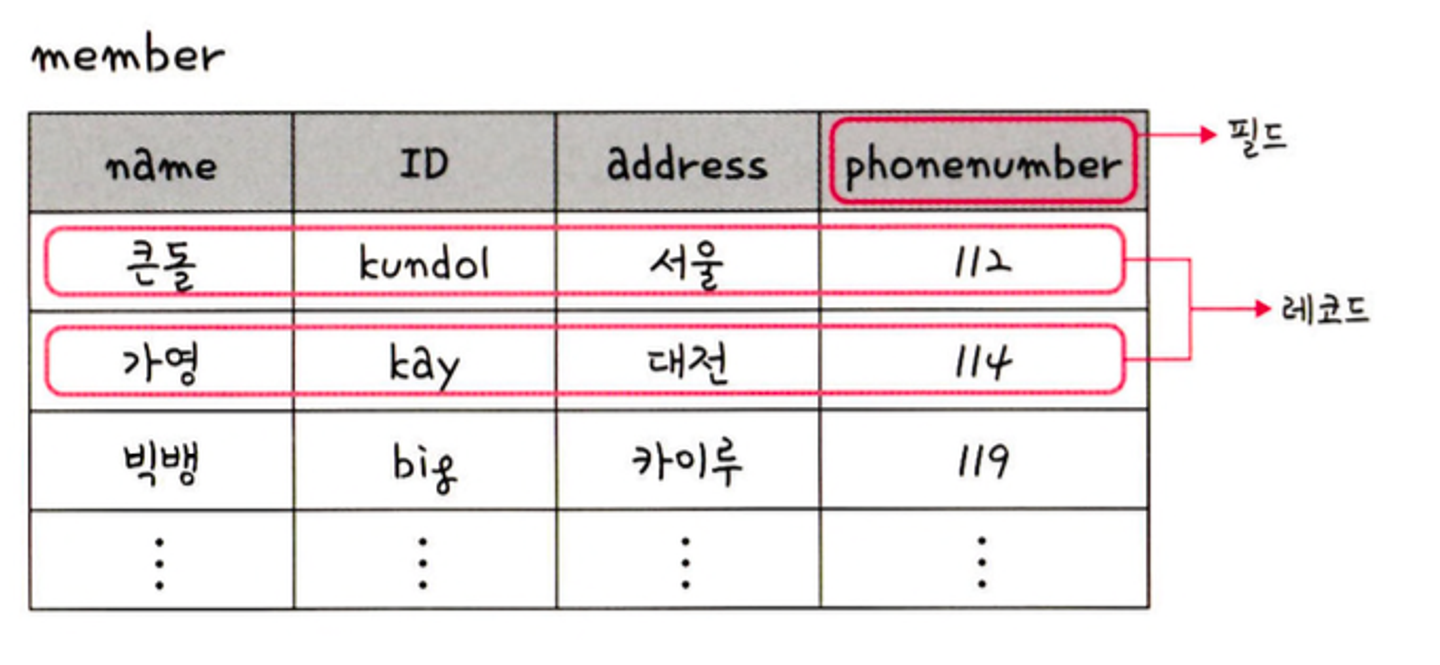 member
name ID address phonenumber 필드
큰돌 kundol 서울 112
레코드
가영 kay 대전 114
빅뱅 big 카이루 119
⋮ ⋮ ⋮ ⋮